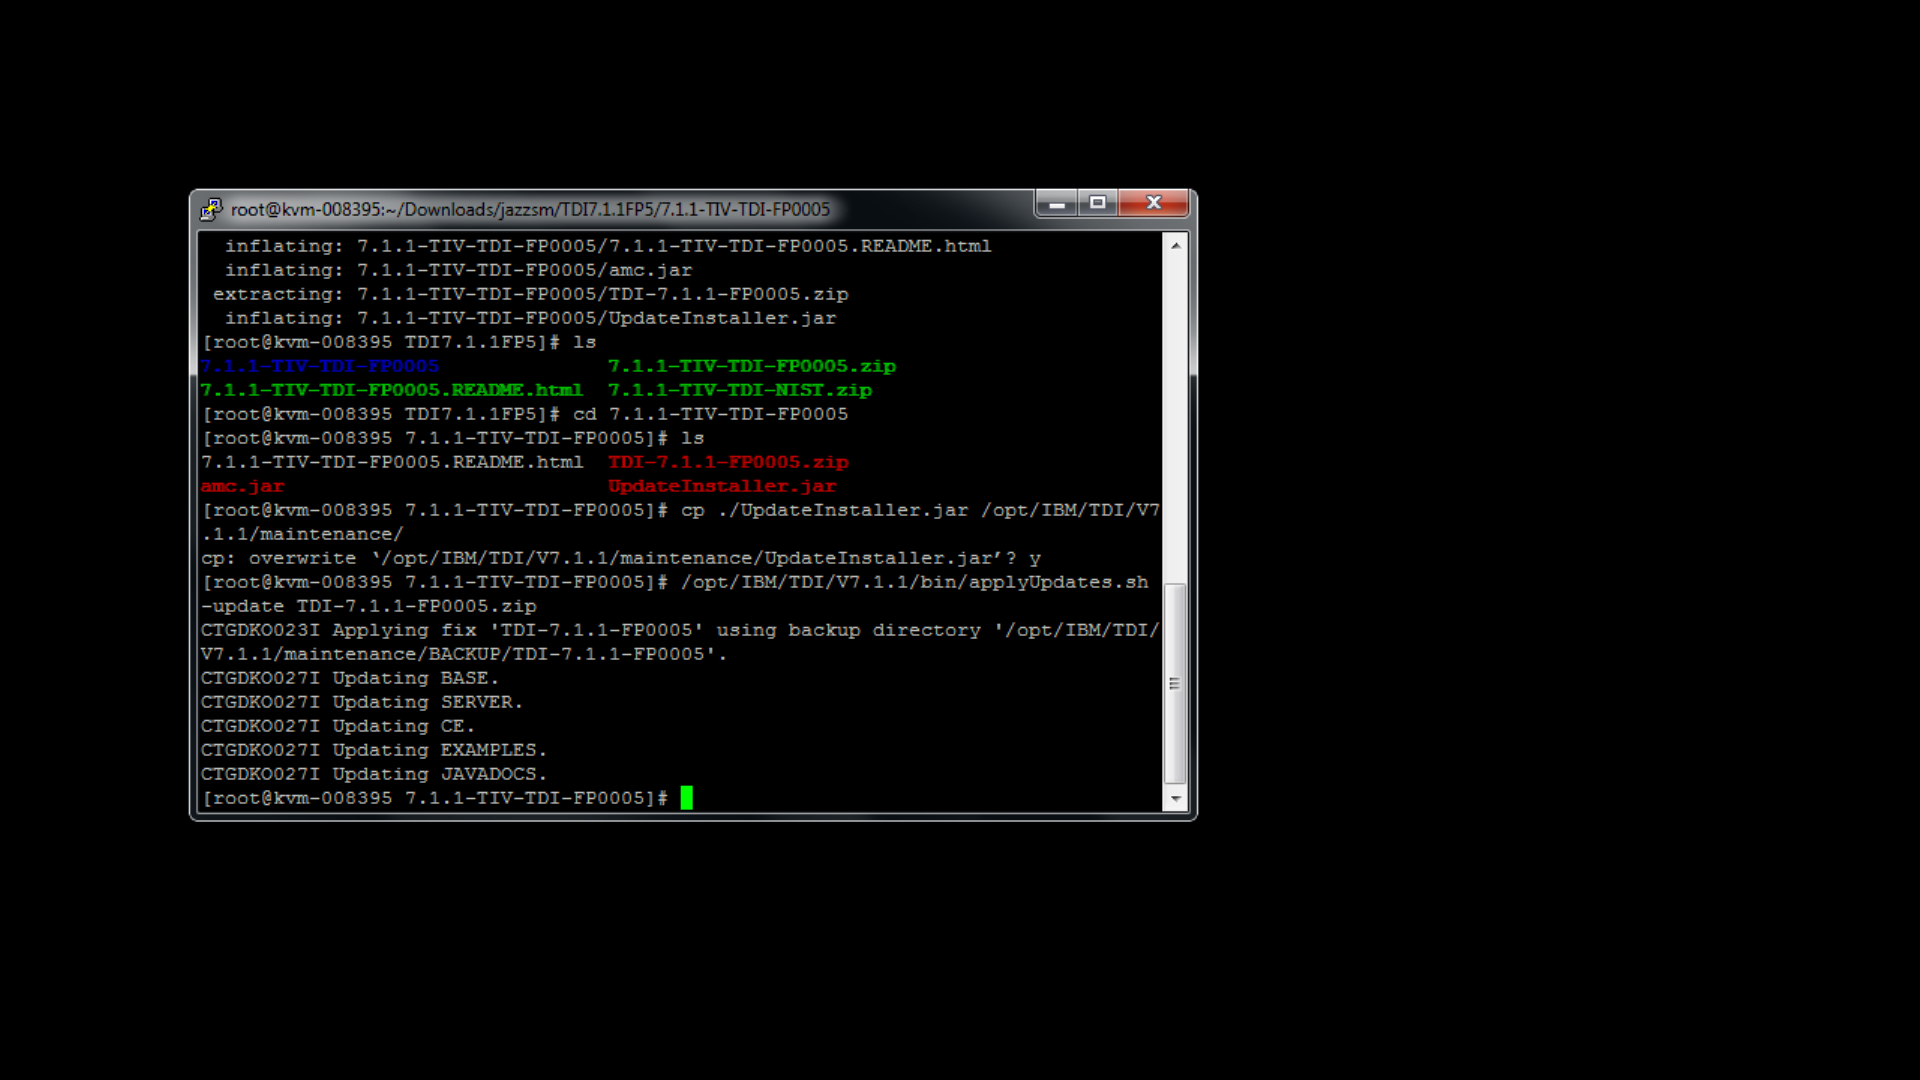 root@kvm-008395:~/Downloads/jazzsm/TDI7.1.1FP5/7.1.1-TIV-TDI-FP0005
  inflating: 7.1.1-TIV-TDI-FP0005/7.1.1-TIV-TDI-FP0005.README.html
  inflating: 7.1.1-TIV-TDI-FP0005/amc.jar
 extracting: 7.1.1-TIV-TDI-FP0005/TDI-7.1.1-FP0005.zip
  inflating: 7.1.1-TIV-TDI-FP0005/UpdateInstaller.jar
[root@kvm-008395 TDI7.1.1FP5]# ls
7.1.1-TIV-TDI-FP0005              7.1.1-TIV-TDI-FP0005.zip
7.1.1-TIV-TDI-FP0005.README.html  7.1.1-TIV-TDI-NIST.zip
[root@kvm-008395 TDI7.1.1FP5]# cd 7.1.1-TIV-TDI-FP0005
[root@kvm-008395 7.1.1-TIV-TDI-FP0005]# ls
7.1.1-TIV-TDI-FP0005.README.html  TDI-7.1.1-FP0005.zip
amc.jar                           UpdateInstaller.jar
[root@kvm-008395 7.1.1-TIV-TDI-FP0005]# cp ./UpdateInstaller.jar /opt/IBM/TDI/V7
.1.1/maintenance/
cp: overwrite ‘/opt/IBM/TDI/V7.1.1/maintenance/UpdateInstaller.jar’? y
[root@kvm-008395 7.1.1-TIV-TDI-FP0005]# /opt/IBM/TDI/V7.1.1/bin/applyUpdates.sh
-update TDI-7.1.1-FP0005.zip
CTGDKO023I Applying fix 'TDI-7.1.1-FP0005' using backup directory '/opt/IBM/TDI/
V7.1.1/maintenance/BACKUP/TDI-7.1.1-FP0005'.
CTGDKO027I Updating BASE.
CTGDKO027I Updating SERVER.
CTGDKO027I Updating CE.
CTGDKO027I Updating EXAMPLES.
CTGDKO027I Updating JAVADOCS.
[root@kvm-008395 7.1.1-TIV-TDI-FP0005]#